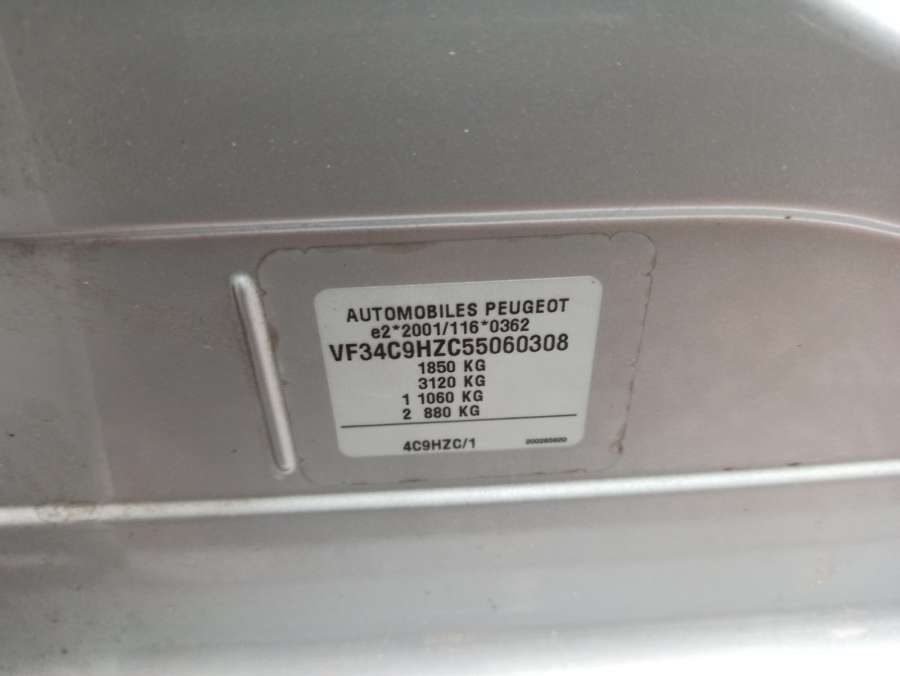 AUTOMOBILES PEUGEOT
e2*2001/116*0362
VF34C9HZC55060308
1850 KG
3120 KG
1 1060 KG
2 880 KG
4C9HZC/1 200265620